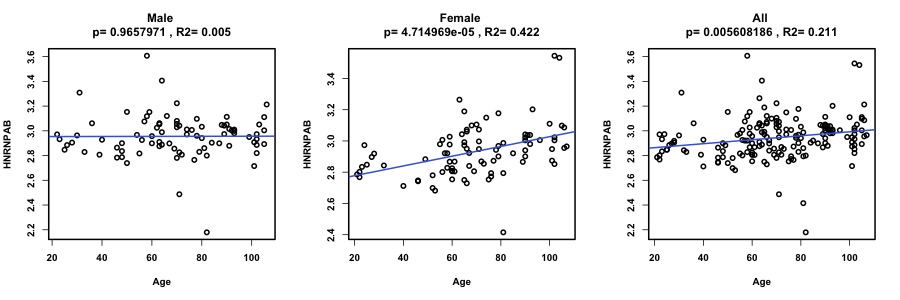 Male
p= 0.9657971 , R2= 0.005
HNRNPAB
3.6
3.4
3.2
3.0
2.8
2.6
2.4
2.2
20 40 60 80 100
Age
Female
p= 4.714969e-05 , R2= 0.422
HNRNPAB
3.4
3.2
3.0
2.8
2.6
2.4
20 40 60 80 100
Age
All
p= 0.005608186 , R2= 0.211
HNRNPAB
3.6
3.4
3.2
3.0
2.8
2.6
2.4
2.2
20 40 60 80 100
Age